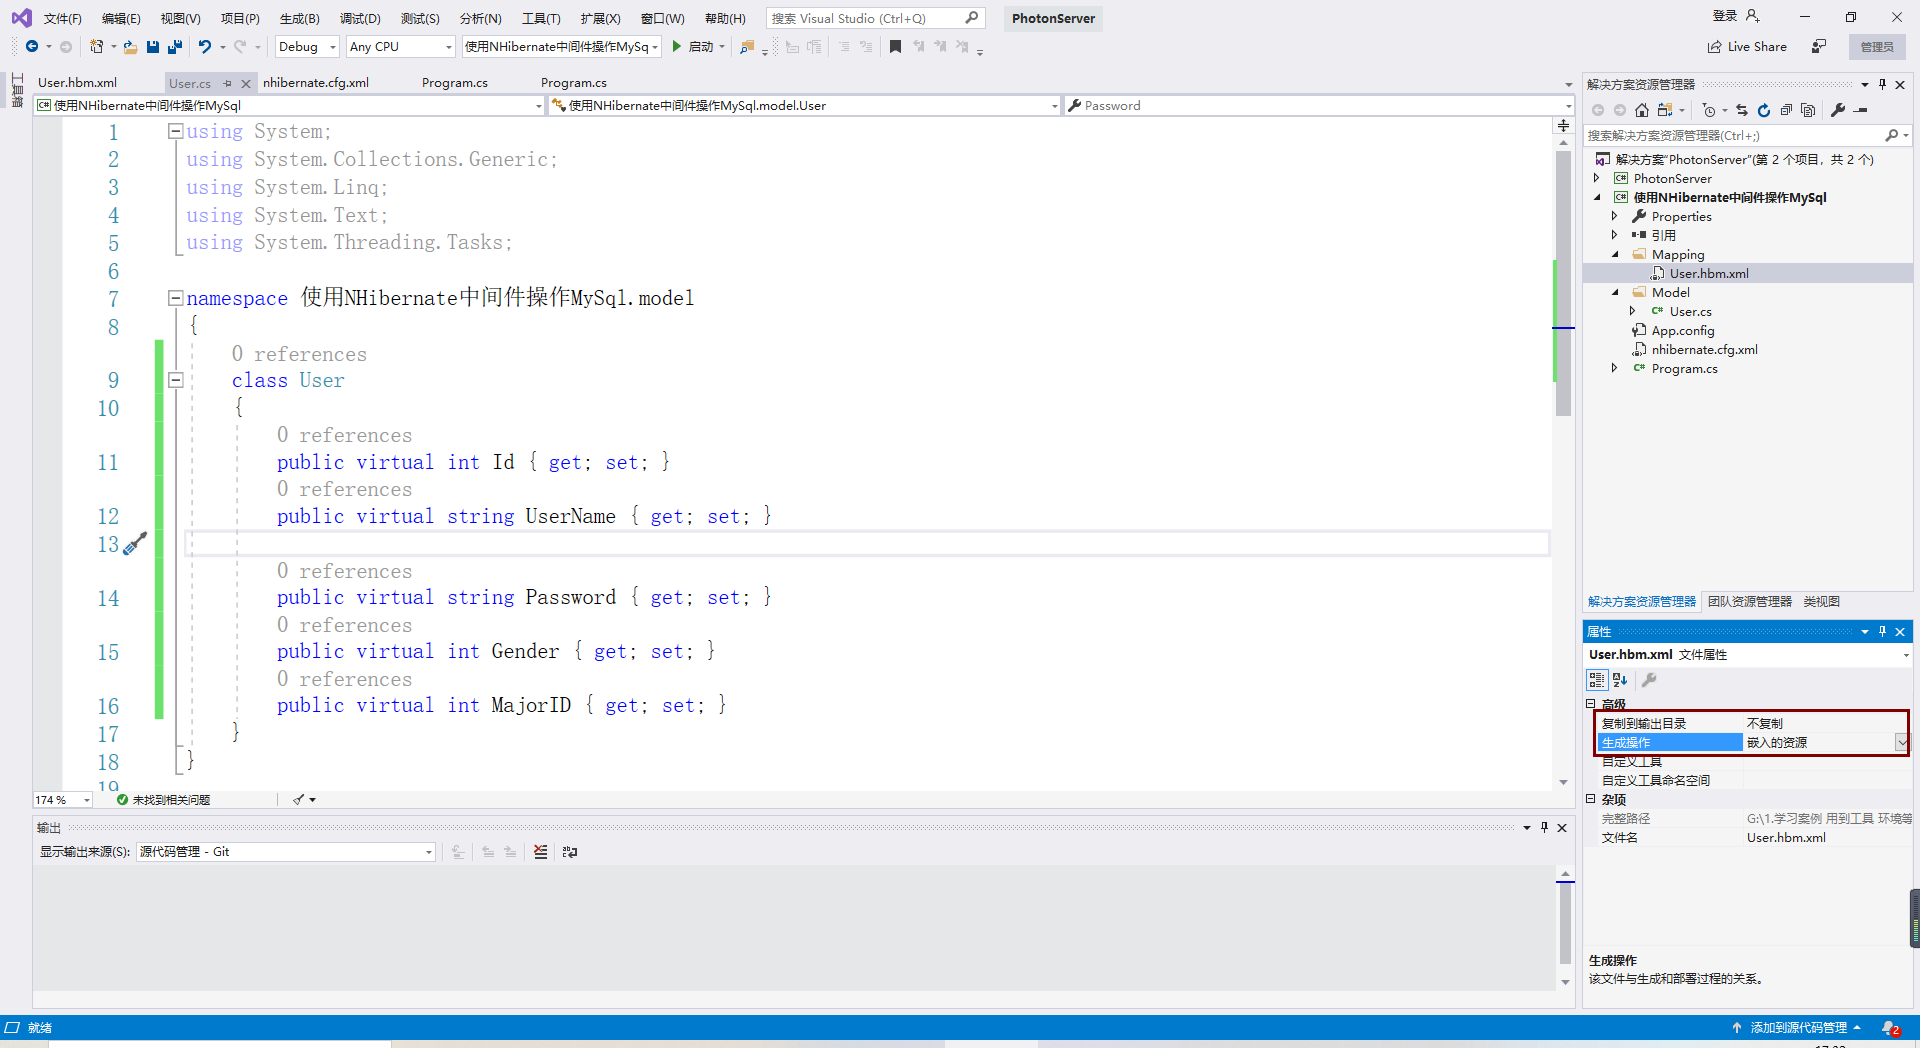 文件(F) 编辑(E) 视图(V) 项目(P) 生成(B) 调试(D) 测试(S) 分析(N) 工具(T) 扩展(X) 窗口(W) 帮助(H) 搜索 Visual Studio (Ctrl+Q) PhotonServer 登录
Debug Any CPU 使用NHibernate中间件操作MySq 启动 Live Share 管理员
工具箱
User.hbm.xml User.cs nhibernate.cfg.xml Program.cs Program.cs
使用NHibernate中间件操作MySql 使用NHibernate中间件操作MySql.model.User Password
1 using System;
2 using System.Collections.Generic;
3 using System.Linq;
4 using System.Text;
5 using System.Threading.Tasks;
6
7 namespace 使用NHibernate中间件操作MySql.model
8 {
0 references
9 class User
10 {
0 references
11 public virtual int Id { get; set; }
0 references
12 public virtual string UserName { get; set; }
13
0 references
14 public virtual string Password { get; set; }
0 references
15 public virtual int Gender { get; set; }
0 references
16 public virtual int MajorID { get; set; }
17 }
18 }
19
174 % 未找到相关问题
输出
显示输出来源(S): 源代码管理 - Git
解决方案资源管理器
搜索解决方案资源管理器(Ctrl+;)
解决方案"PhotonServer"(第 2 个项目，共 2 个)
C# PhotonServer
C# 使用NHibernate中间件操作MySql
Properties
引用
Mapping
User.hbm.xml
Model
C# User.cs
App.config
nhibernate.cfg.xml
C# Program.cs
解决方案资源管理器 团队资源管理器 类视图
属性
User.hbm.xml 文件属性
高级
复制到输出目录 不复制
生成操作 嵌入的资源
自定义工具
自定义工具命名空间
杂项
完整路径 G:\1.学习案例 用到工具 环境等
文件名 User.hbm.xml
生成操作
该文件与生成和部署过程的关系。
就绪 添加到源代码管理 2